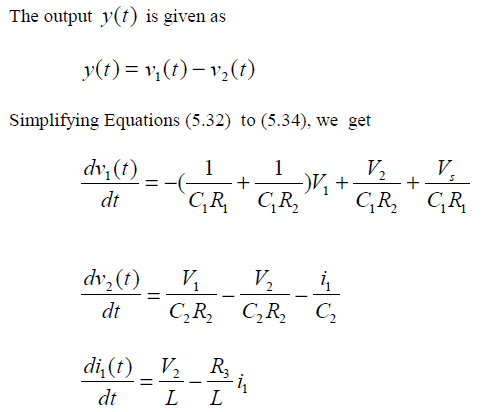 The output y(t) is given as
y(t) = v₁(t) − v₂(t)
Simplifying Equations (5.32) to (5.34), we get
dv₁(t)/dt = −(1/(C₁R₁) + 1/(C₁R₂))V₁ + V₂/(C₁R₂) + Vₛ/(C₁R₁)
dv₂(t)/dt = V₁/(C₂R₂) − V₂/(C₂R₂) − i₁/C₂
di₁(t)/dt = V₂/L − (R₃/L)i₁